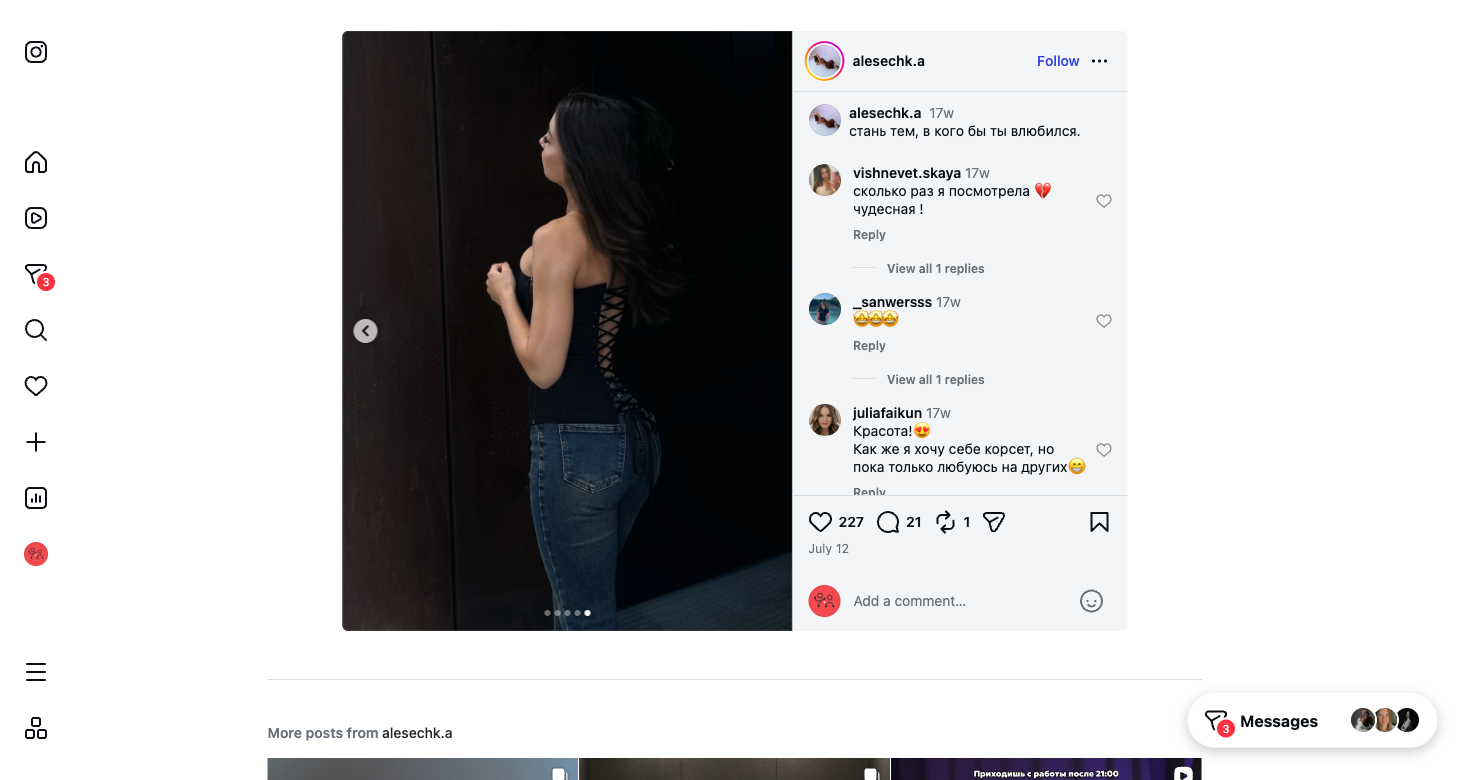 alesechk.a
Follow
alesechk.a 17w
стань тем, в кого бы ты влюбился.
vishnevet.skaya 17w
сколько раз я посмотрела 💔
чудесная !
Reply
View all 1 replies
_sanwersss 17w
🤩🤩🤩
Reply
View all 1 replies
juliafaikun 17w
Красота!😍
Как же я хочу себе корсет, но
пока только любуюсь на других😁
Reply
227
21
1
July 12
Add a comment...
3
More posts from alesechk.a
Приходишь с работы после 21:00
3
Messages